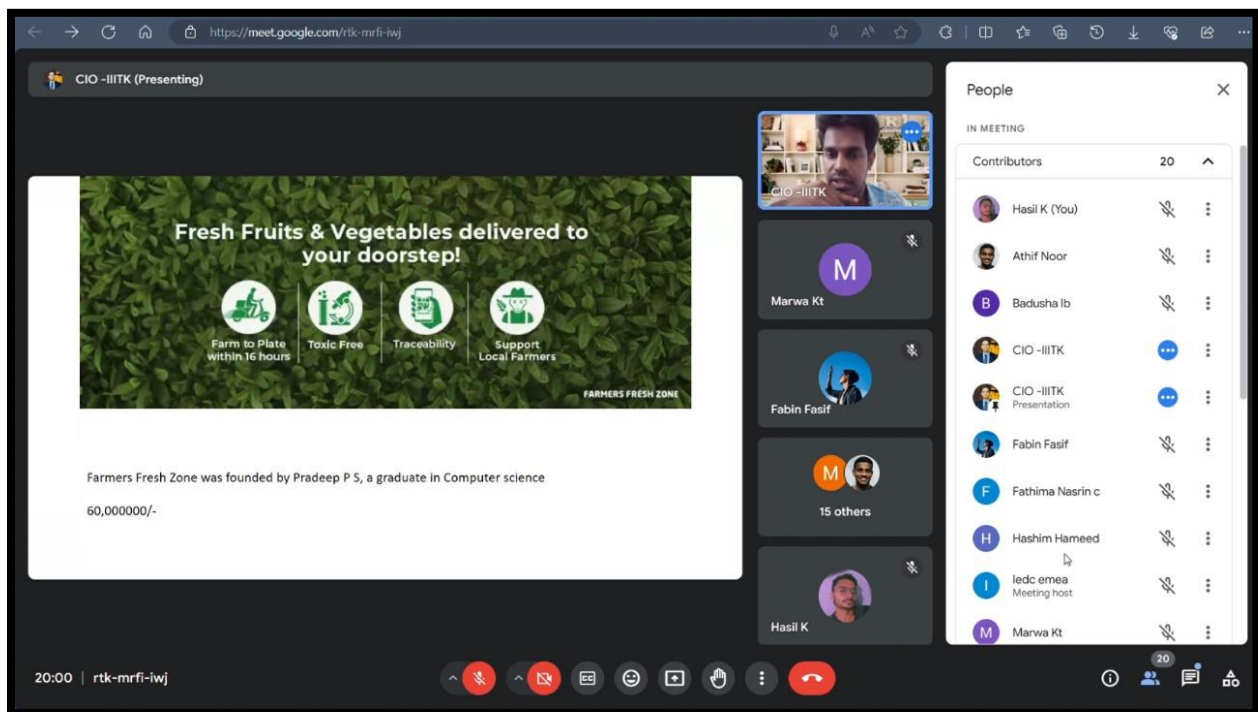 https://meet.google.com/rtk-mrfi-iwj
CIO -IIITK (Presenting)
Fresh Fruits & Vegetables delivered to
your doorstep!
Farm to Plate
within 16 hours
Toxic Free
Traceability
Support
Local Farmers
FARMERS FRESH ZONE
Farmers Fresh Zone was founded by Pradeep P S, a graduate in Computer science
60,000000/-
CIO -IIITK
M
Marwa Kt
Fabin Fasif
M
15 others
Hasil K
People
IN MEETING
Contributors 20
Hasil K (You)
Athif Noor
B Badusha Ib
CIO -IIITK
CIO -IIITK
Presentation
Fabin Fasif
F Fathima Nasrin c
H Hashim Hameed
I Iedc emea
Meeting host
M Marwa Kt
20:00 | rtk-mrfi-iwj
CC
20